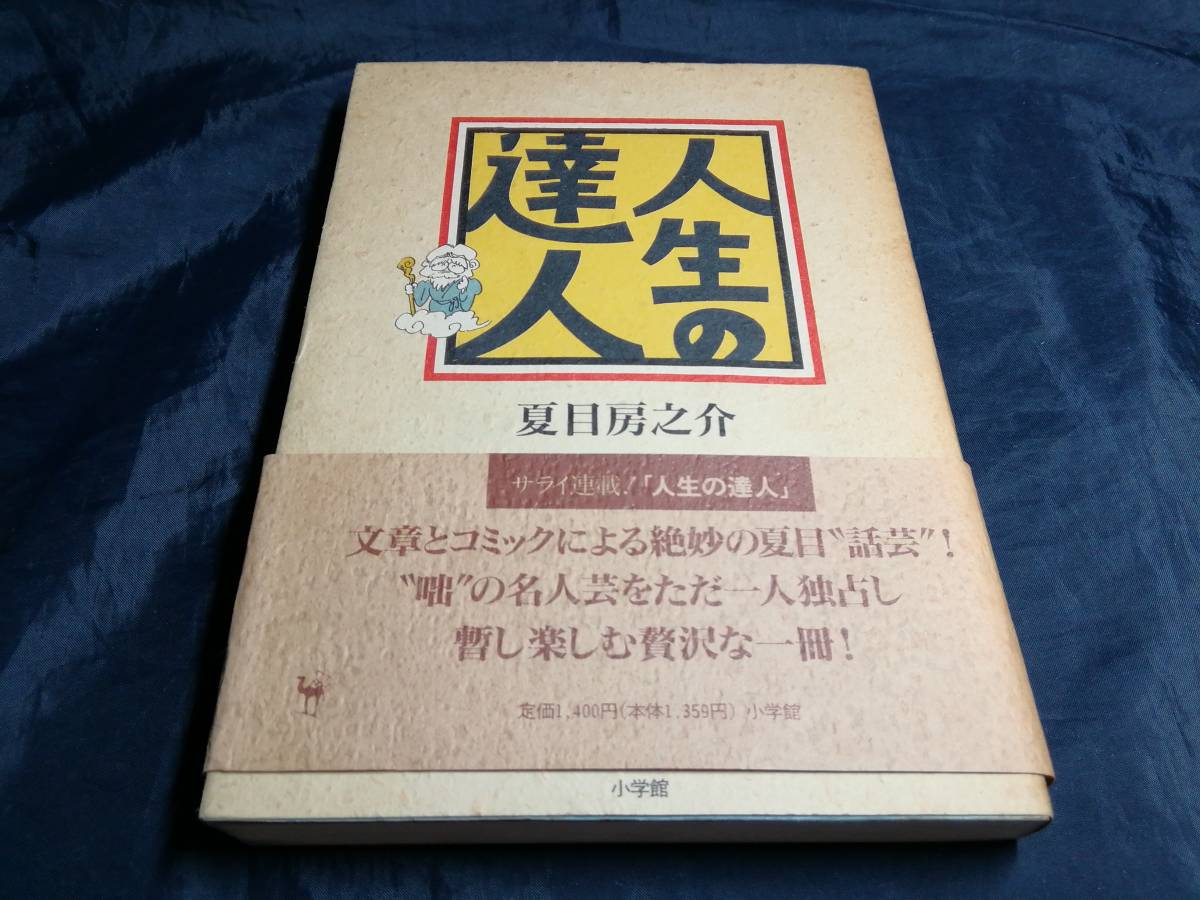 人生の
達人
夏目房之介
サライ連載!「人生の達人」
文章とコミックによる絶妙の夏目〝話芸〟!
〝咄〟の名人芸をただ一人独占し
暫し楽しむ贅沢な一冊!
定価1,400円(本体1,359円) 小学館
小学館